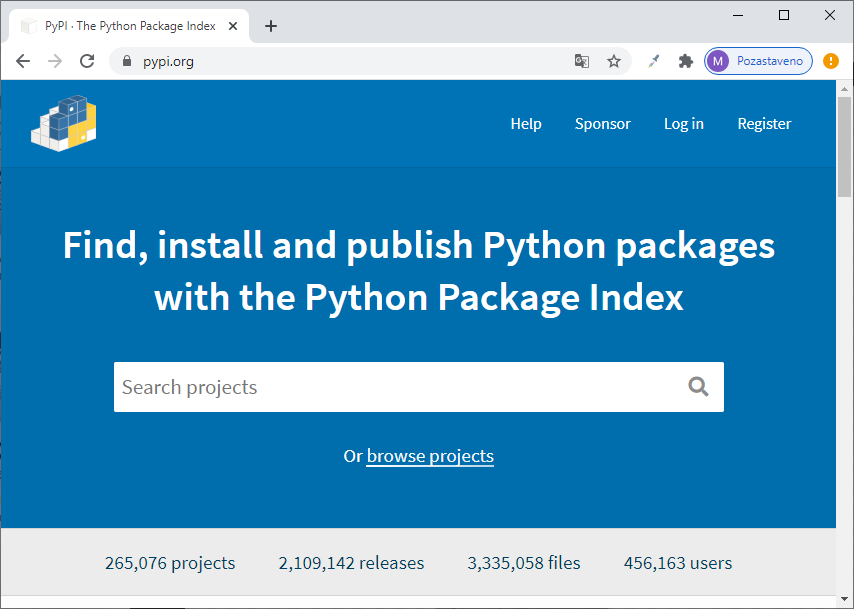 PyPI · The Python Package Index
pypi.org
M Pozastaveno
Help Sponsor Log in Register
Find, install and publish Python packages
with the Python Package Index
Search projects
Or browse projects
265,076 projects 2,109,142 releases 3,335,058 files 456,163 users